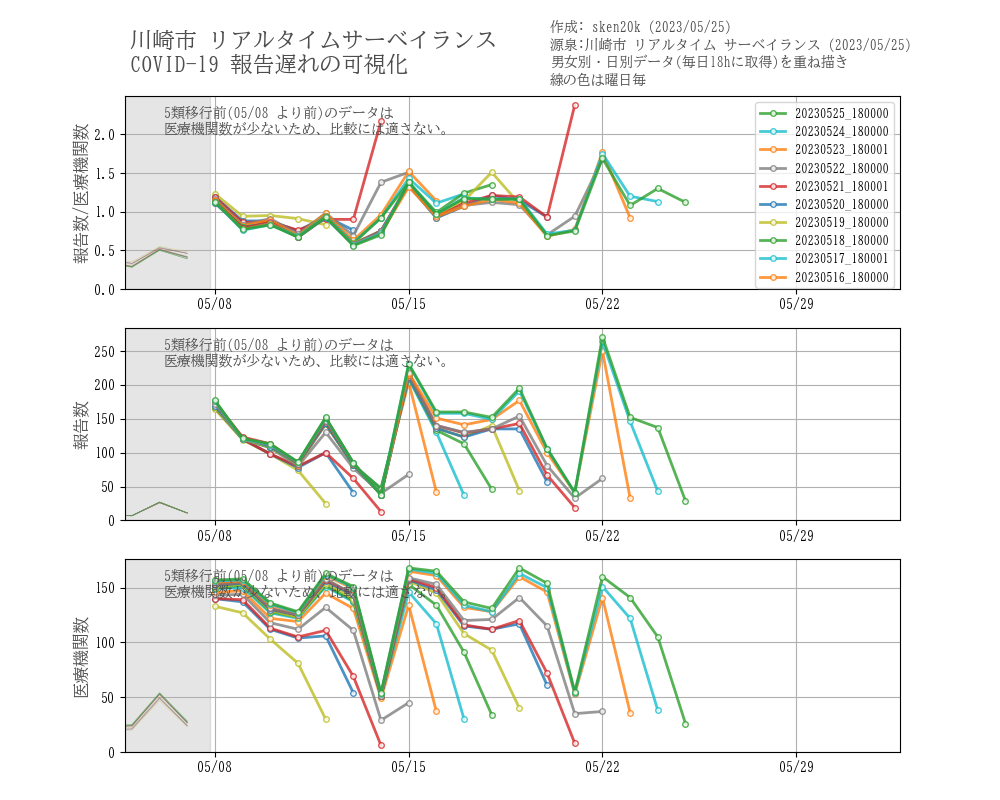 川崎市 リアルタイムサーベイランス
COVID-19 報告遅れの可視化
作成: sken20k (2023/05/25)
源泉:川崎市 リアルタイム サーベイランス (2023/05/25)
男女別・日別データ(毎日18hに取得)を重ね描き
線の色は曜日毎
5類移行前(05/08 より前)のデータは
医療機関数が少ないため、比較には適さない。
報告数/医療機関数
2.0
1.5
1.0
0.5
0.0
20230525_180000
20230524_180000
20230523_180001
20230522_180000
20230521_180001
20230520_180000
20230519_180000
20230518_180000
20230517_180001
20230516_180000
05/08
05/15
05/22
05/29
5類移行前(05/08 より前)のデータは
医療機関数が少ないため、比較には適さない。
報告数
250
200
150
100
50
0
05/08
05/15
05/22
05/29
5類移行前(05/08 より前)のデータは
医療機関数が少ないため、比較には適さない。
医療機関数
150
100
50
0
05/08
05/15
05/22
05/29